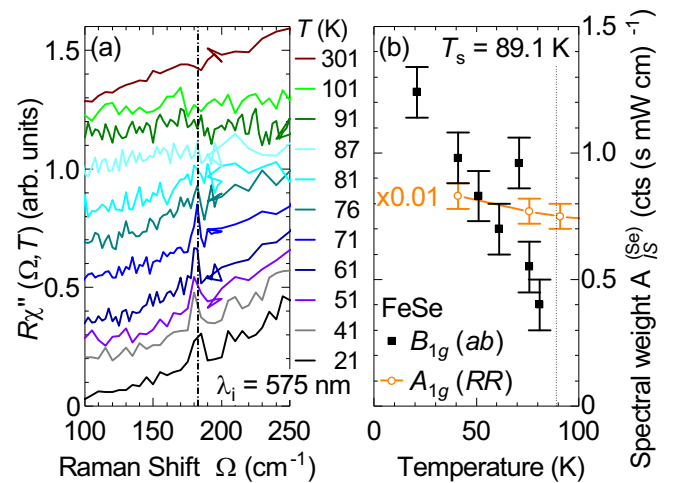 (a)
T (K)
301
101
91
87
81
76
71
61
51
41
21
λi = 575 nm
Rχ'' (Ω,T) (arb. units)
1.5
1.0
0.5
0
100 150 200 250
Raman Shift Ω (cm-1)
(b)
Ts = 89.1 K
x0.01
FeSe
B1g (ab)
A1g (RR)
1.5
1.0
0.5
0.0
0 50 100
Temperature (K)
Spectral weight A(Se)IS (cts (s mW cm) -1)